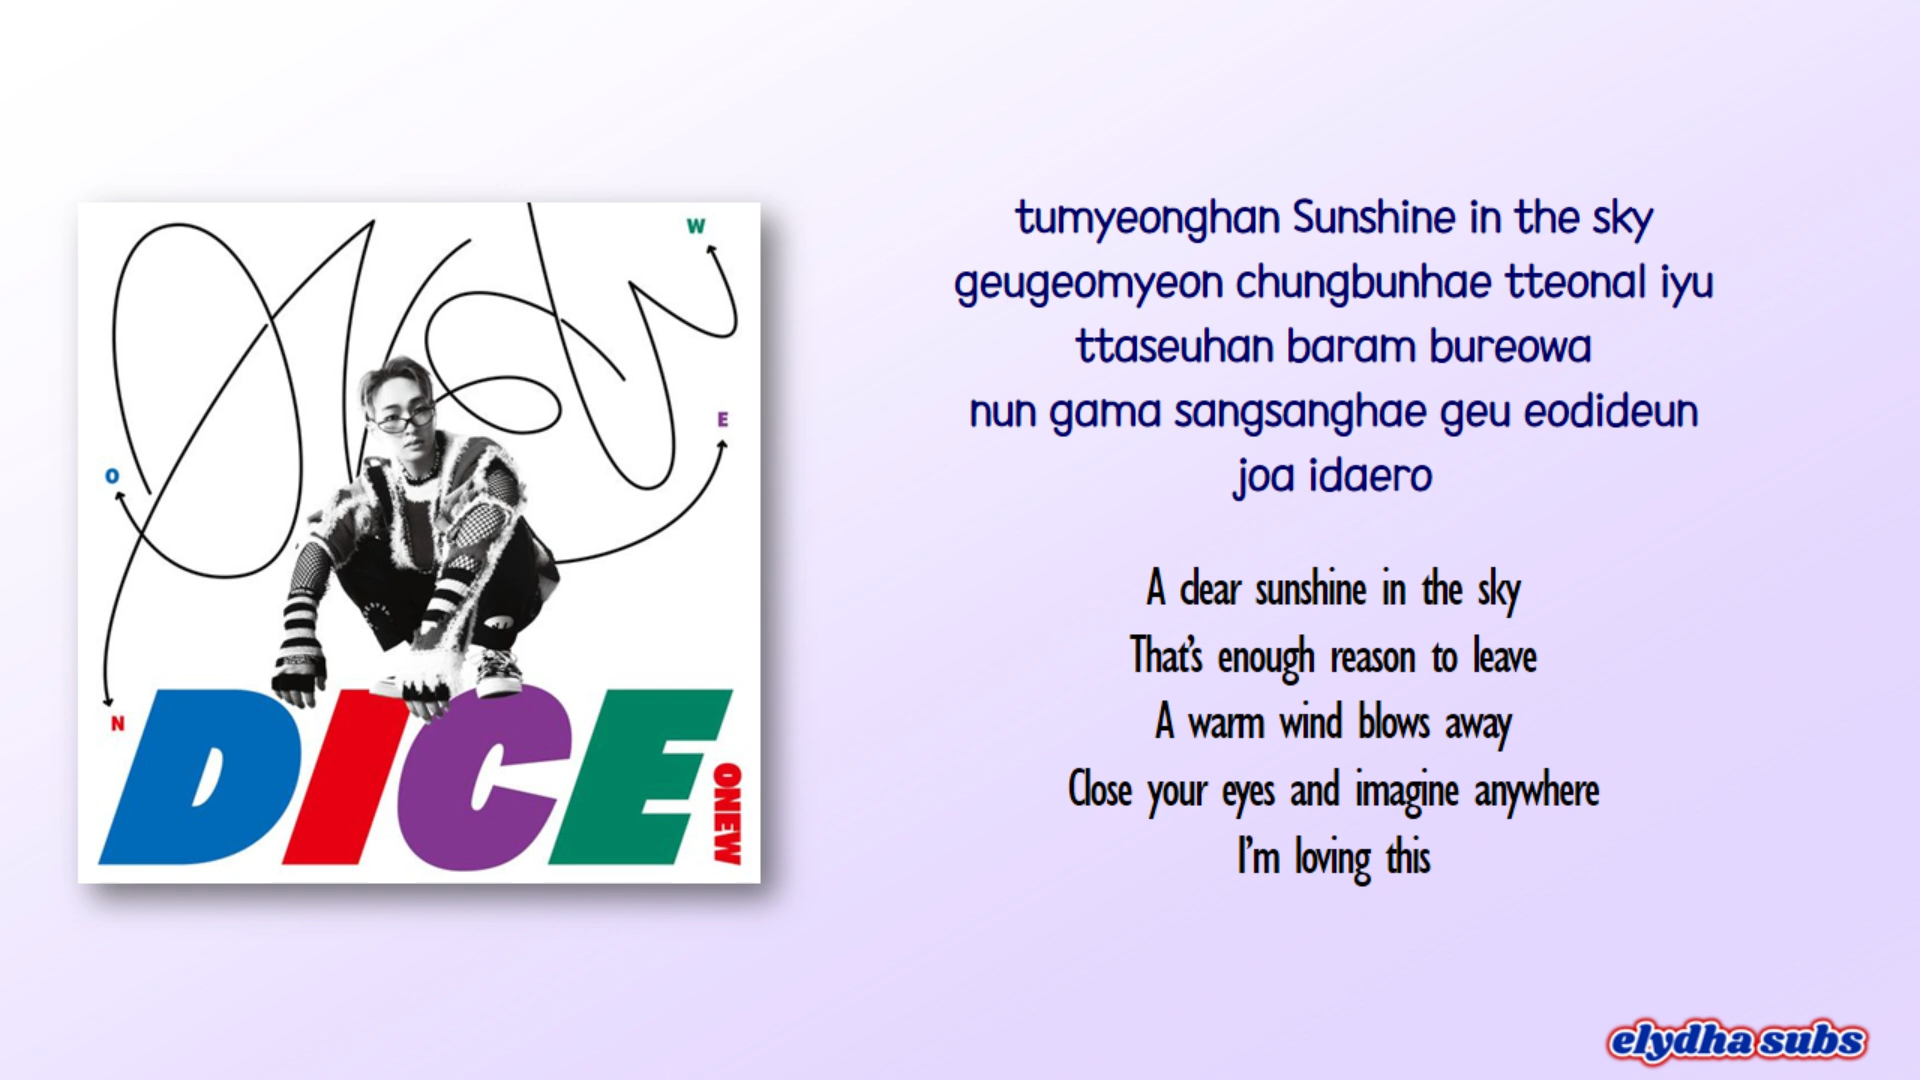 W
E
O
N
DICE
ONEW
tumyeonghan Sunshine in the sky
geugeomyeon chungbunhae tteonal iyu
ttaseuhan baram bureowa
nun gama sangsanghae geu eodideun
joa idaero
A clear sunshine in the sky
That's enough reason to leave
A warm wind blows away
Close your eyes and imagine anywhere
I'm loving this
elydha subs